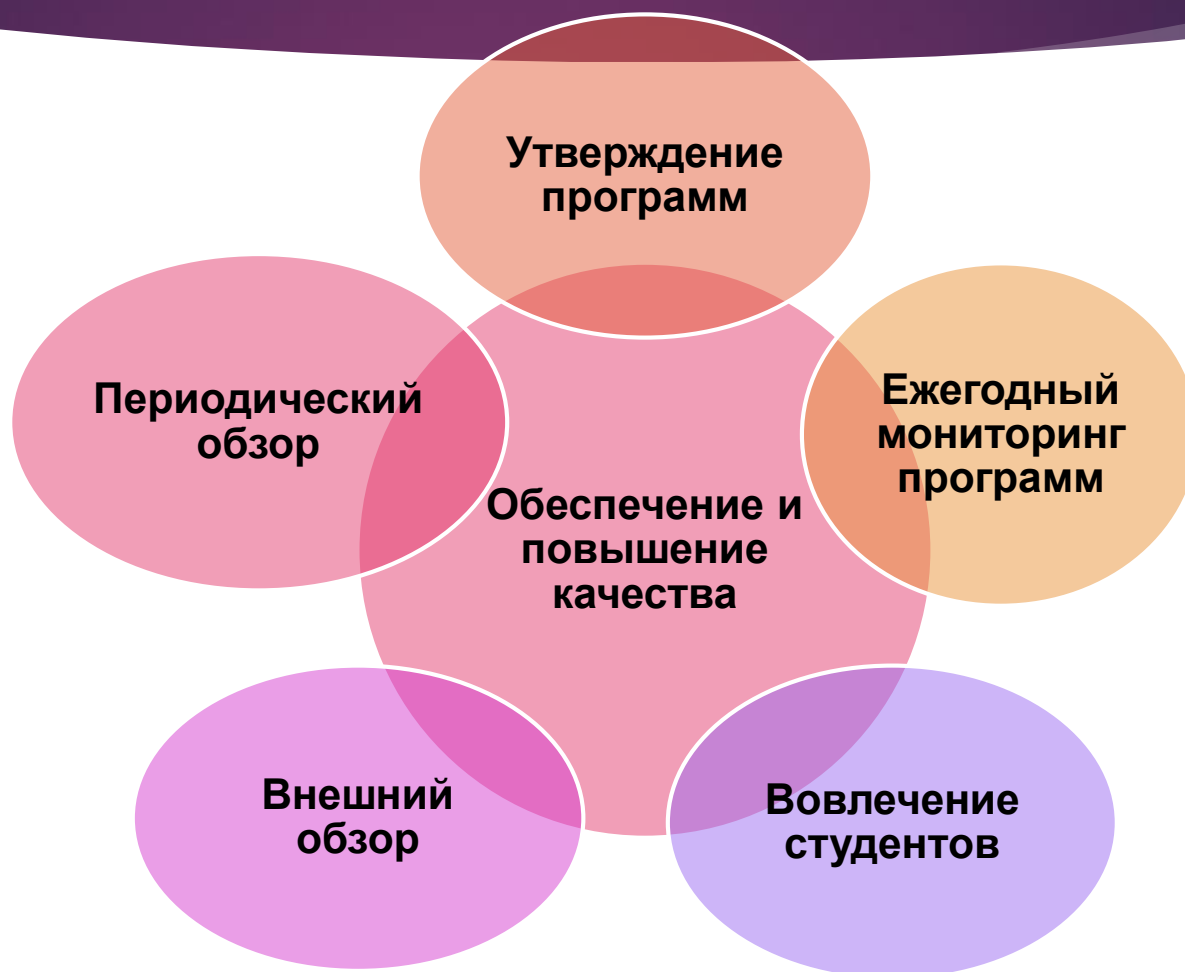 Утверждение
программ
Периодический
обзор
Ежегодный
мониторинг
программ
Обеспечение и
повышение
качества
Внешний
обзор
Вовлечение
студентов